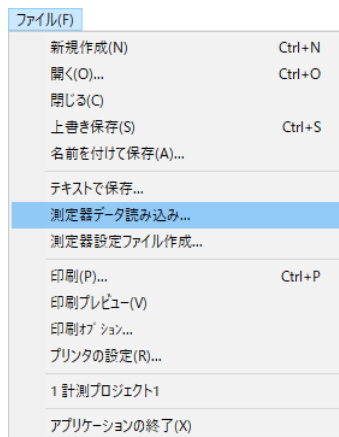 ファイル(F)
新規作成(N) Ctrl+N
開く(O)... Ctrl+O
閉じる(C)
上書き保存(S) Ctrl+S
名前を付けて保存(A)...
テキストで保存...
測定器データ読み込み...
測定器設定ファイル作成...
印刷(P)... Ctrl+P
印刷プレビュー(V)
印刷ｵﾌﾟｼｮﾝ...
プリンタの設定(R)...
1 計測プロジェクト1
アプリケーションの終了(X)